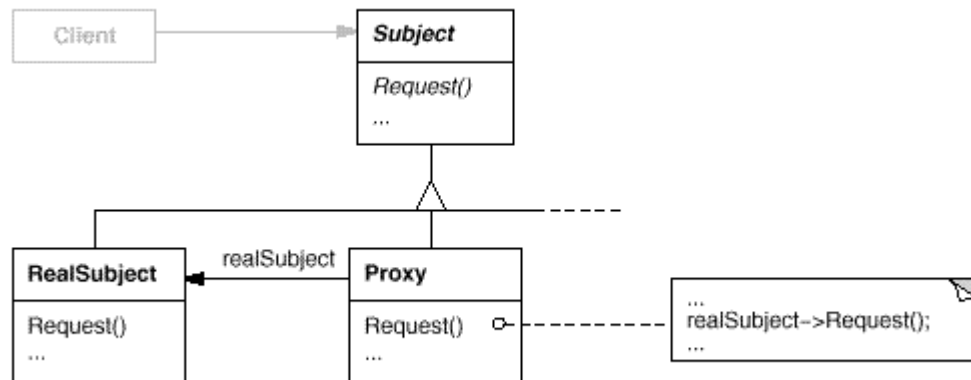 Client
Subject
Request()
...
realSubject
RealSubject
Request()
...
Proxy
Request()
...
...
realSubject->Request();
...